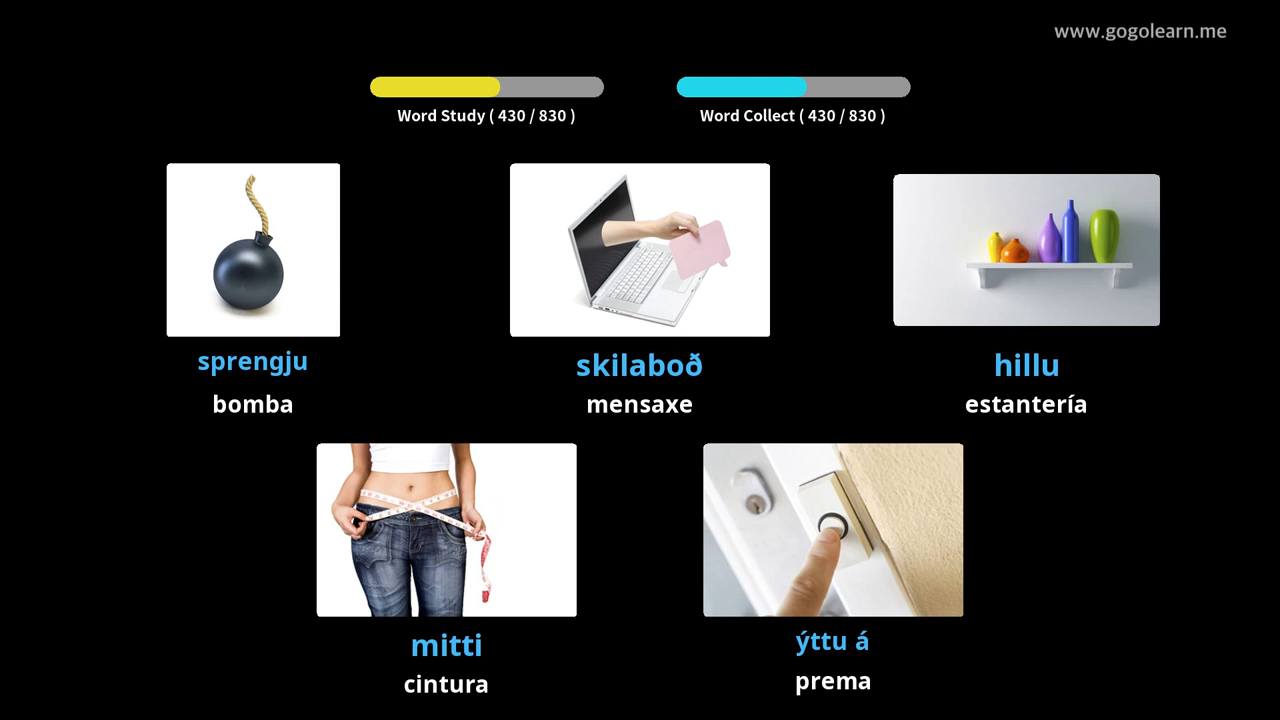 www.gogolearn.me
Word Study ( 430 / 830 )
Word Collect ( 430 / 830 )
sprengju
bomba
skilaboð
mensaxe
hillu
estantería
mitti
cintura
ýttu á
prema